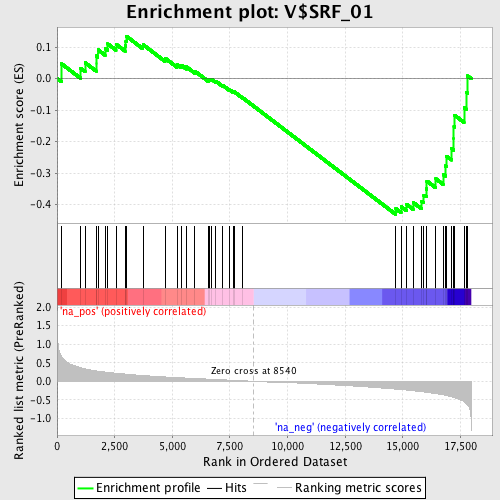 Enrichment plot: V$SRF_01
Enrichment score (ES)
0.1
0.0
-0.1
-0.2
-0.3
-0.4
'na_pos' (positively correlated)
Ranked list metric (PreRanked)
2.0
1.5
1.0
0.5
0.0
-0.5
-1.0
Zero cross at 8540
'na_neg' (negatively correlated)
0
2,500
5,000
7,500
10,000
12,500
15,000
17,500
Rank in Ordered Dataset
Enrichment profile
Hits
Ranking metric scores